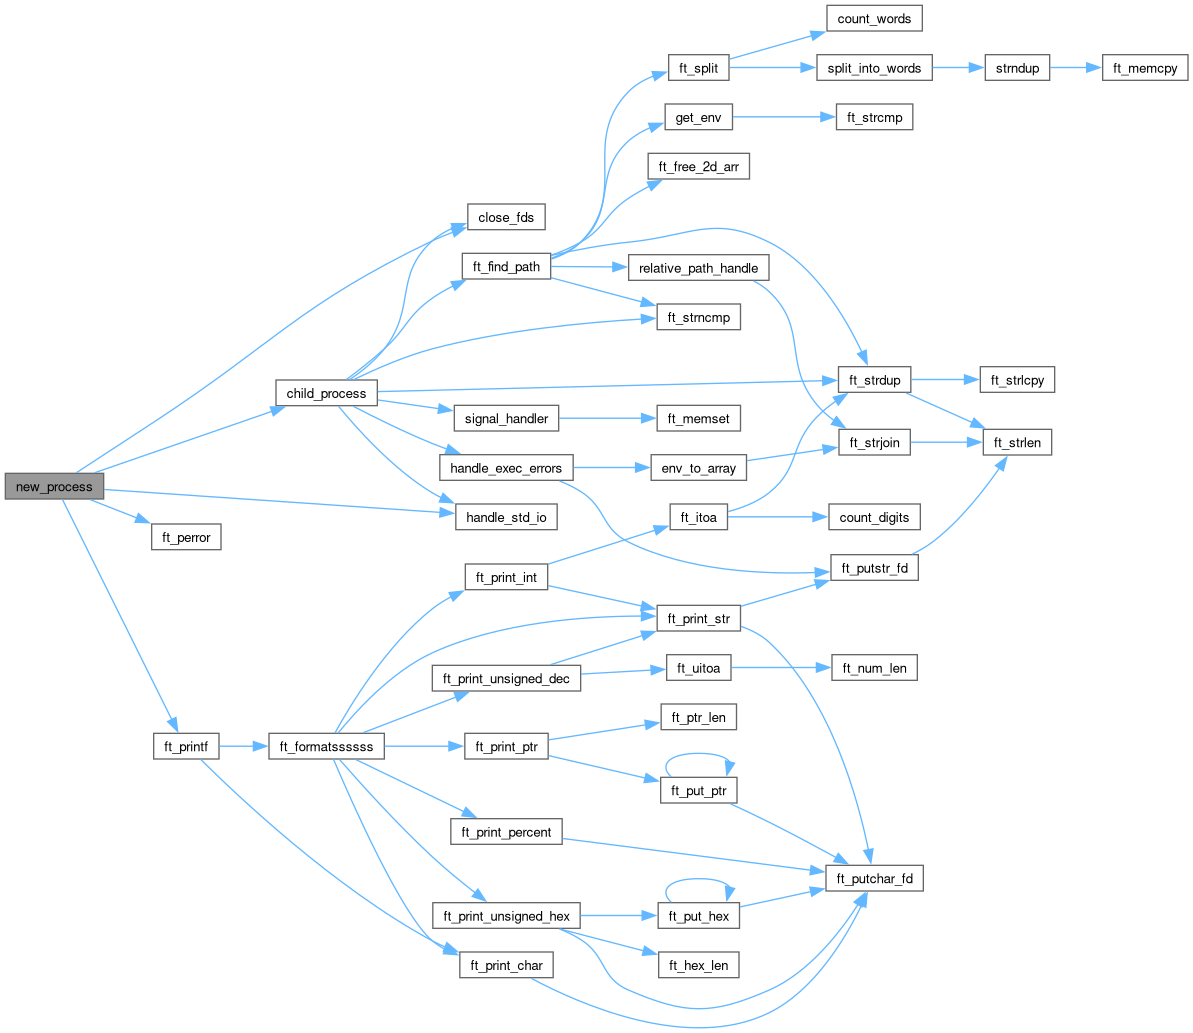 count_words
ft_split
split_into_words
strndup
ft_memcpy
get_env
ft_strcmp
ft_free_2d_arr
close_fds
ft_find_path
relative_path_handle
ft_strncmp
child_process
ft_strdup
ft_strlcpy
signal_handler
ft_memset
ft_strjoin
ft_strlen
handle_exec_errors
env_to_array
new_process
handle_std_io
ft_itoa
count_digits
ft_perror
ft_print_int
ft_putstr_fd
ft_print_str
ft_print_unsigned_dec
ft_uitoa
ft_num_len
ft_ptr_len
ft_printf
ft_formatssssss
ft_print_ptr
ft_put_ptr
ft_print_percent
ft_putchar_fd
ft_print_unsigned_hex
ft_put_hex
ft_print_char
ft_hex_len